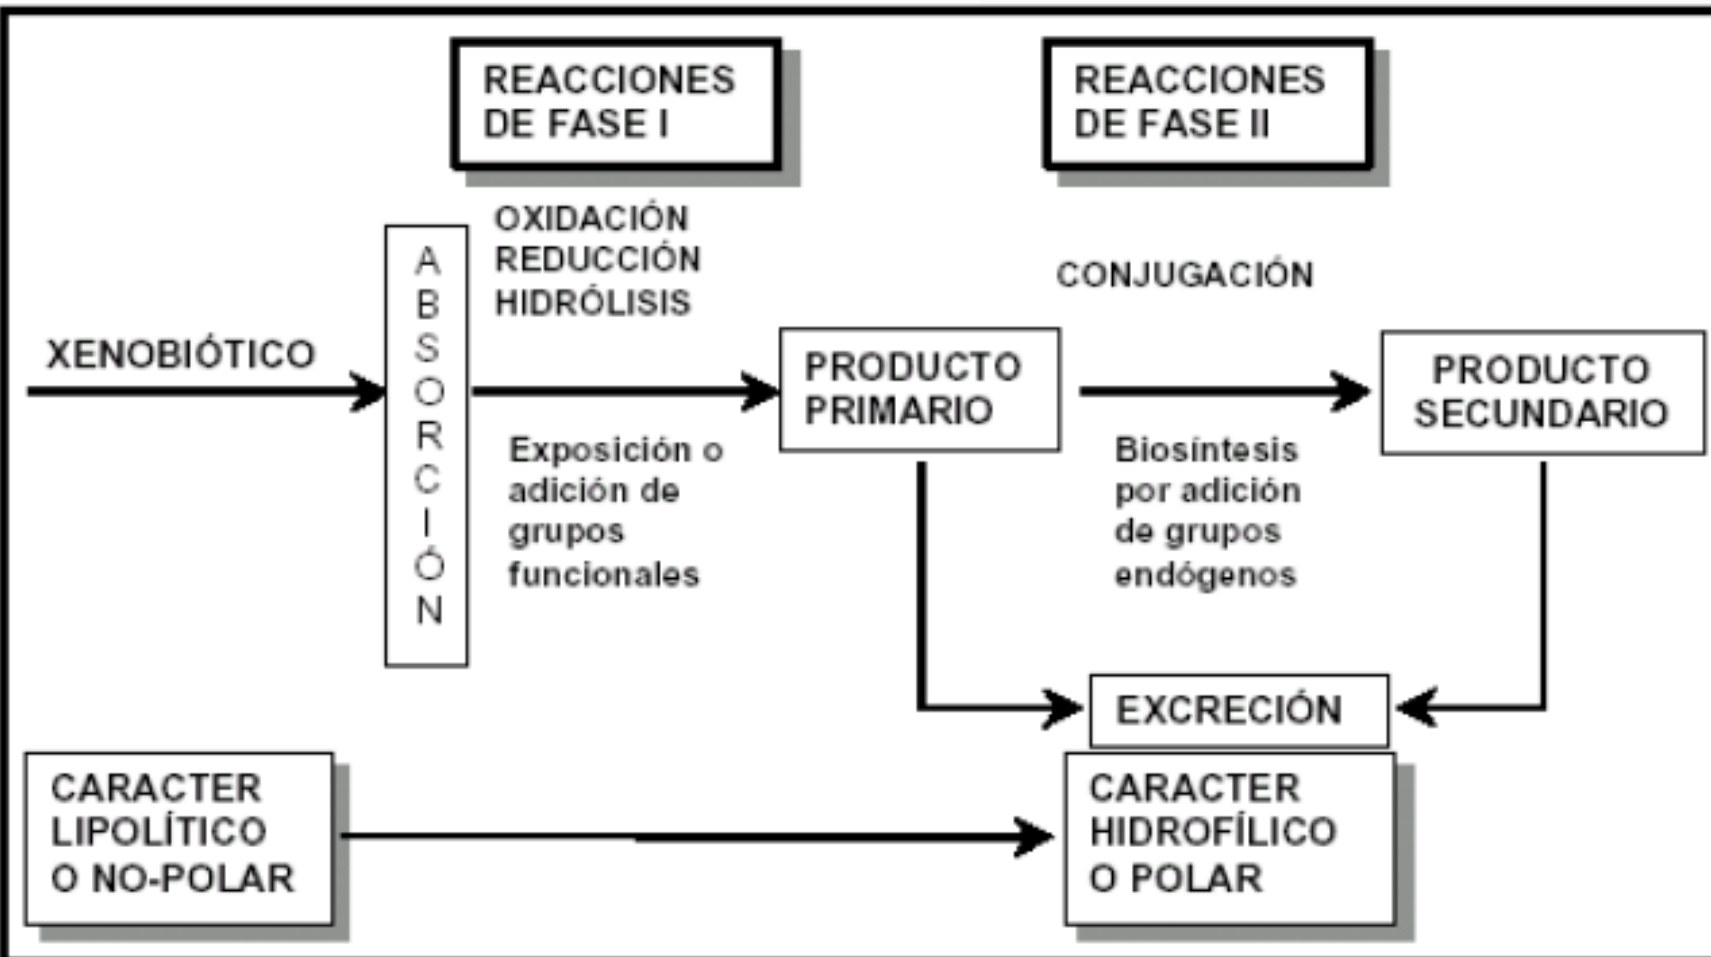 REACCIONES
DE FASE I
REACCIONES
DE FASE II
OXIDACIÓN
REDUCCIÓN
HIDRÓLISIS
CONJUGACIÓN
XENOBIÓTICO
A
B
S
O
R
C
I
Ó
N
PRODUCTO
PRIMARIO
PRODUCTO
SECUNDARIO
Exposición o
adición de
grupos
funcionales
Biosíntesis
por adición
de grupos
endógenos
EXCRECIÓN
CARACTER
LIPOLÍTICO
O NO-POLAR
CARACTER
HIDROFÍLICO
O POLAR